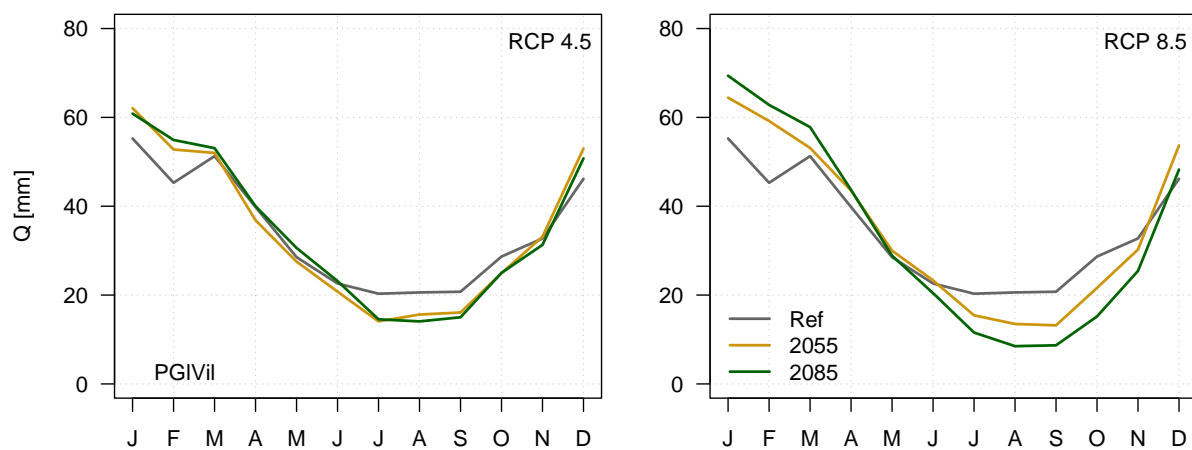 RCP 4.5
80
60
40
20
0
Q [mm]
PGIVil
J F M A M J J A S O N D
RCP 8.5
80
60
40
20
0
Ref
2055
2085
J F M A M J J A S O N D